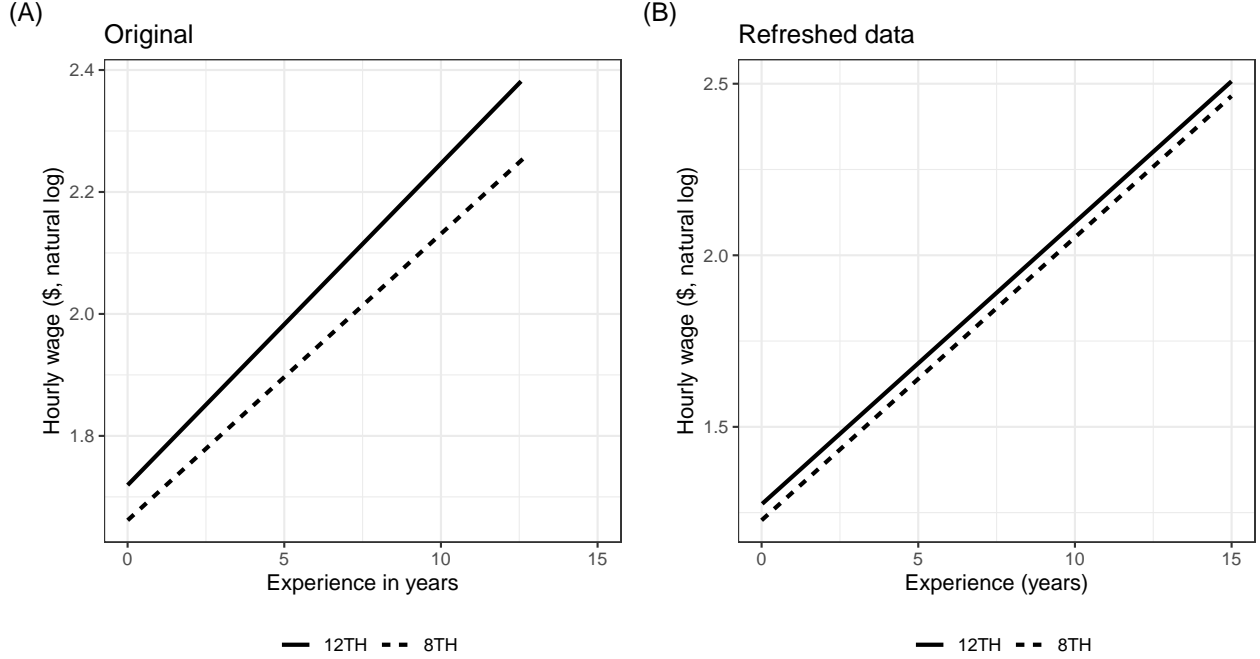 (A)
Original
2.4
2.2
2.0
1.8
Hourly wage ($, natural log)
0 5 10 15
Experience in years
12TH 8TH
(B)
Refreshed data
2.5
2.0
1.5
Hourly wage ($, natural log)
0 5 10 15
Experience (years)
12TH 8TH